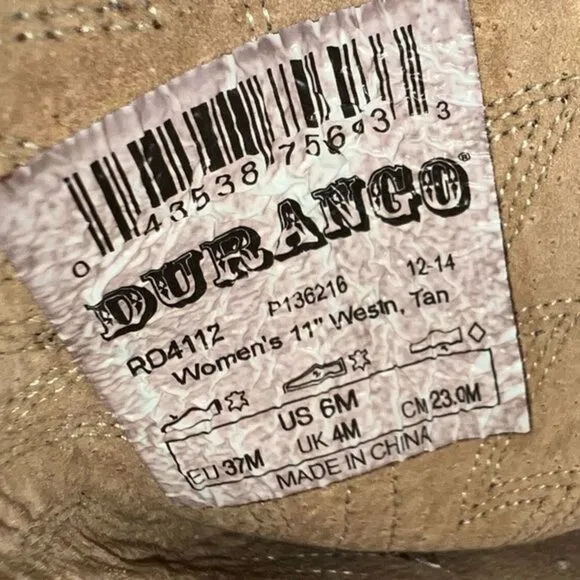 0 43538 75693 3
DURANGO®
RD4112 P136216 12-14
Women's 11" Westn, Tan
US 6M
EU 37M UK 4M CM 23.0M
MADE IN CHINA